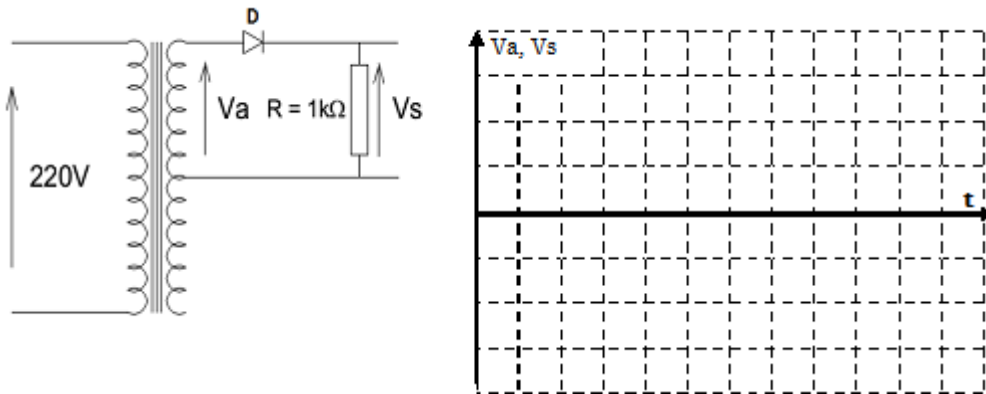 D
Va
R = 1kΩ
Vs
220V
Va, Vs
t